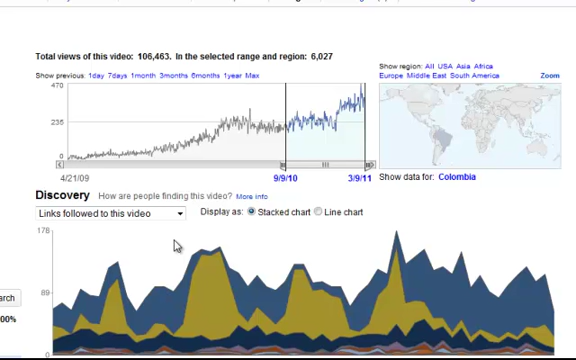 Total views of this video: 106,463. In the selected range and region: 6,027
Show previous: 1day 7days 1month 3months 6months 1year Max
Show region: All USA Asia Africa
Europe Middle East South America Zoom
470
235
0
4/21/09 9/9/10 3/9/11
Show data for: Colombia
Discovery How are people finding this video? More info
Links followed to this video Display as: Stacked chart Line chart
178
89
0
arch
00%